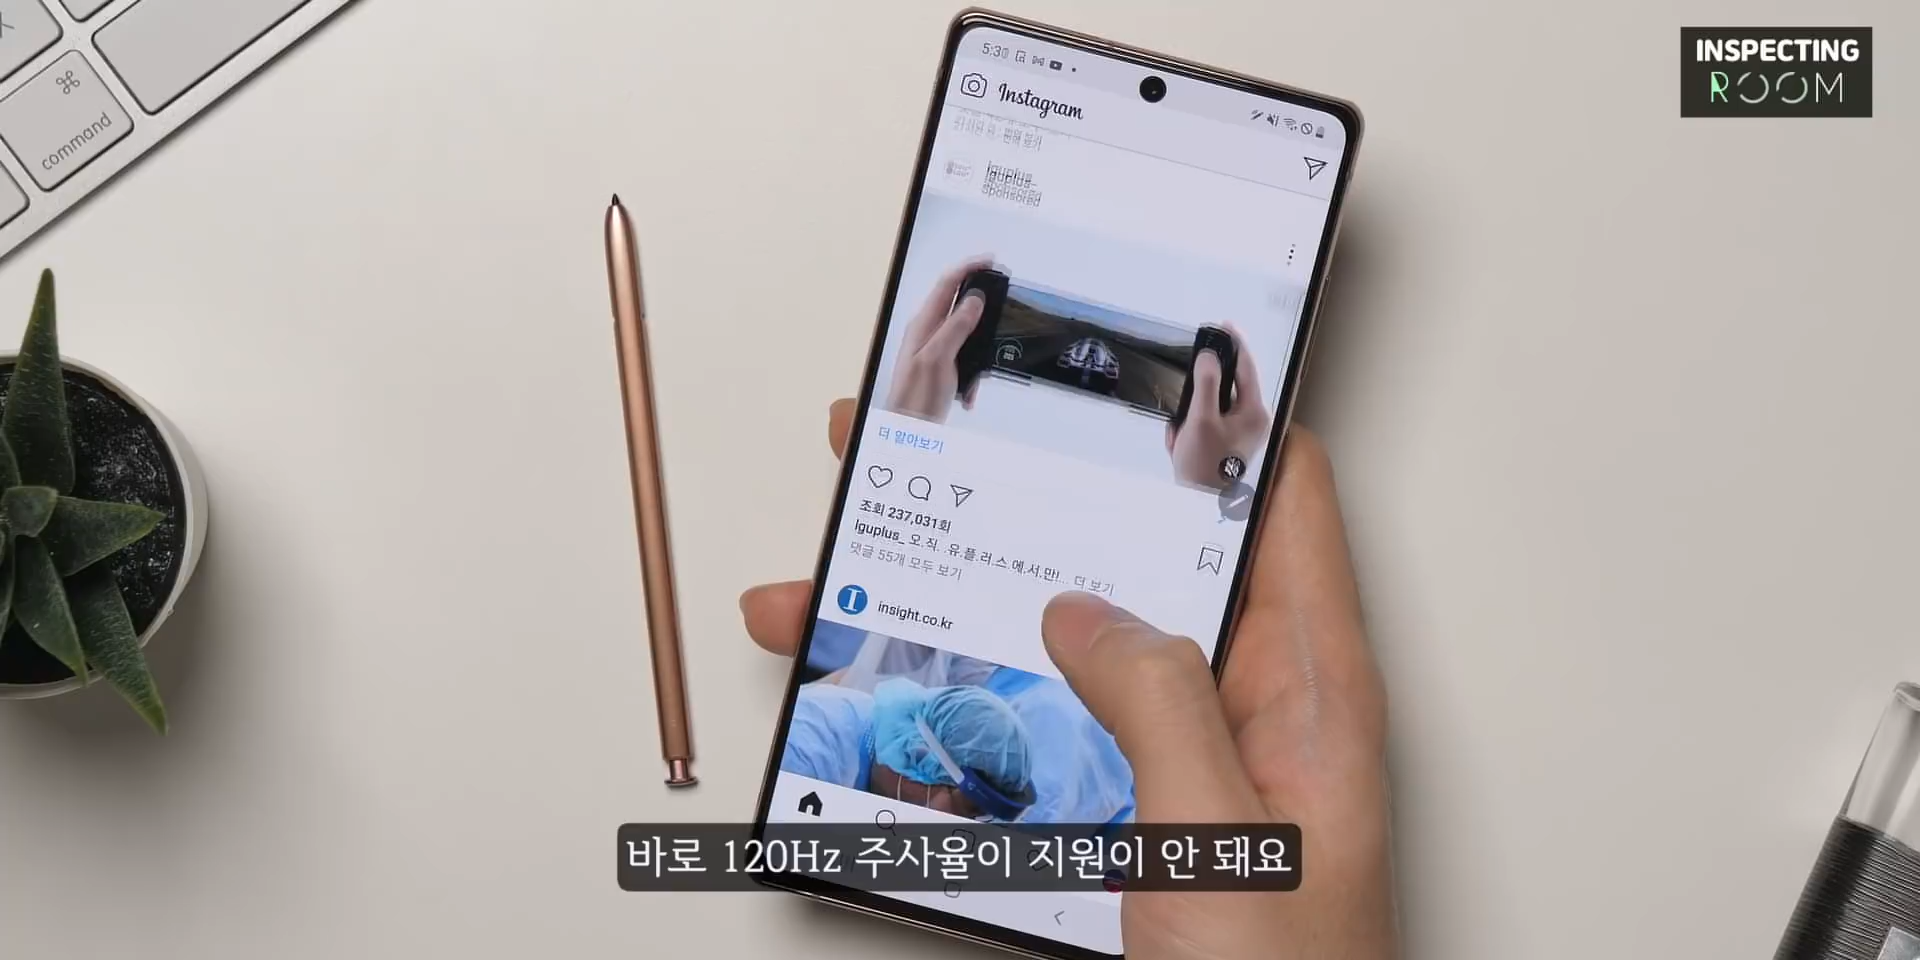 INSPECTING
ROOM
⌘
command
5:30
Instagram
lguplus_
Sponsored
더 알아보기
조회 237,031회
lguplus_ 오.직. .유.플.러.스.에.서.만!... 더 보기
댓글 55개 모두 보기
I insight.co.kr
바로 120Hz 주사율이 지원이 안 돼요